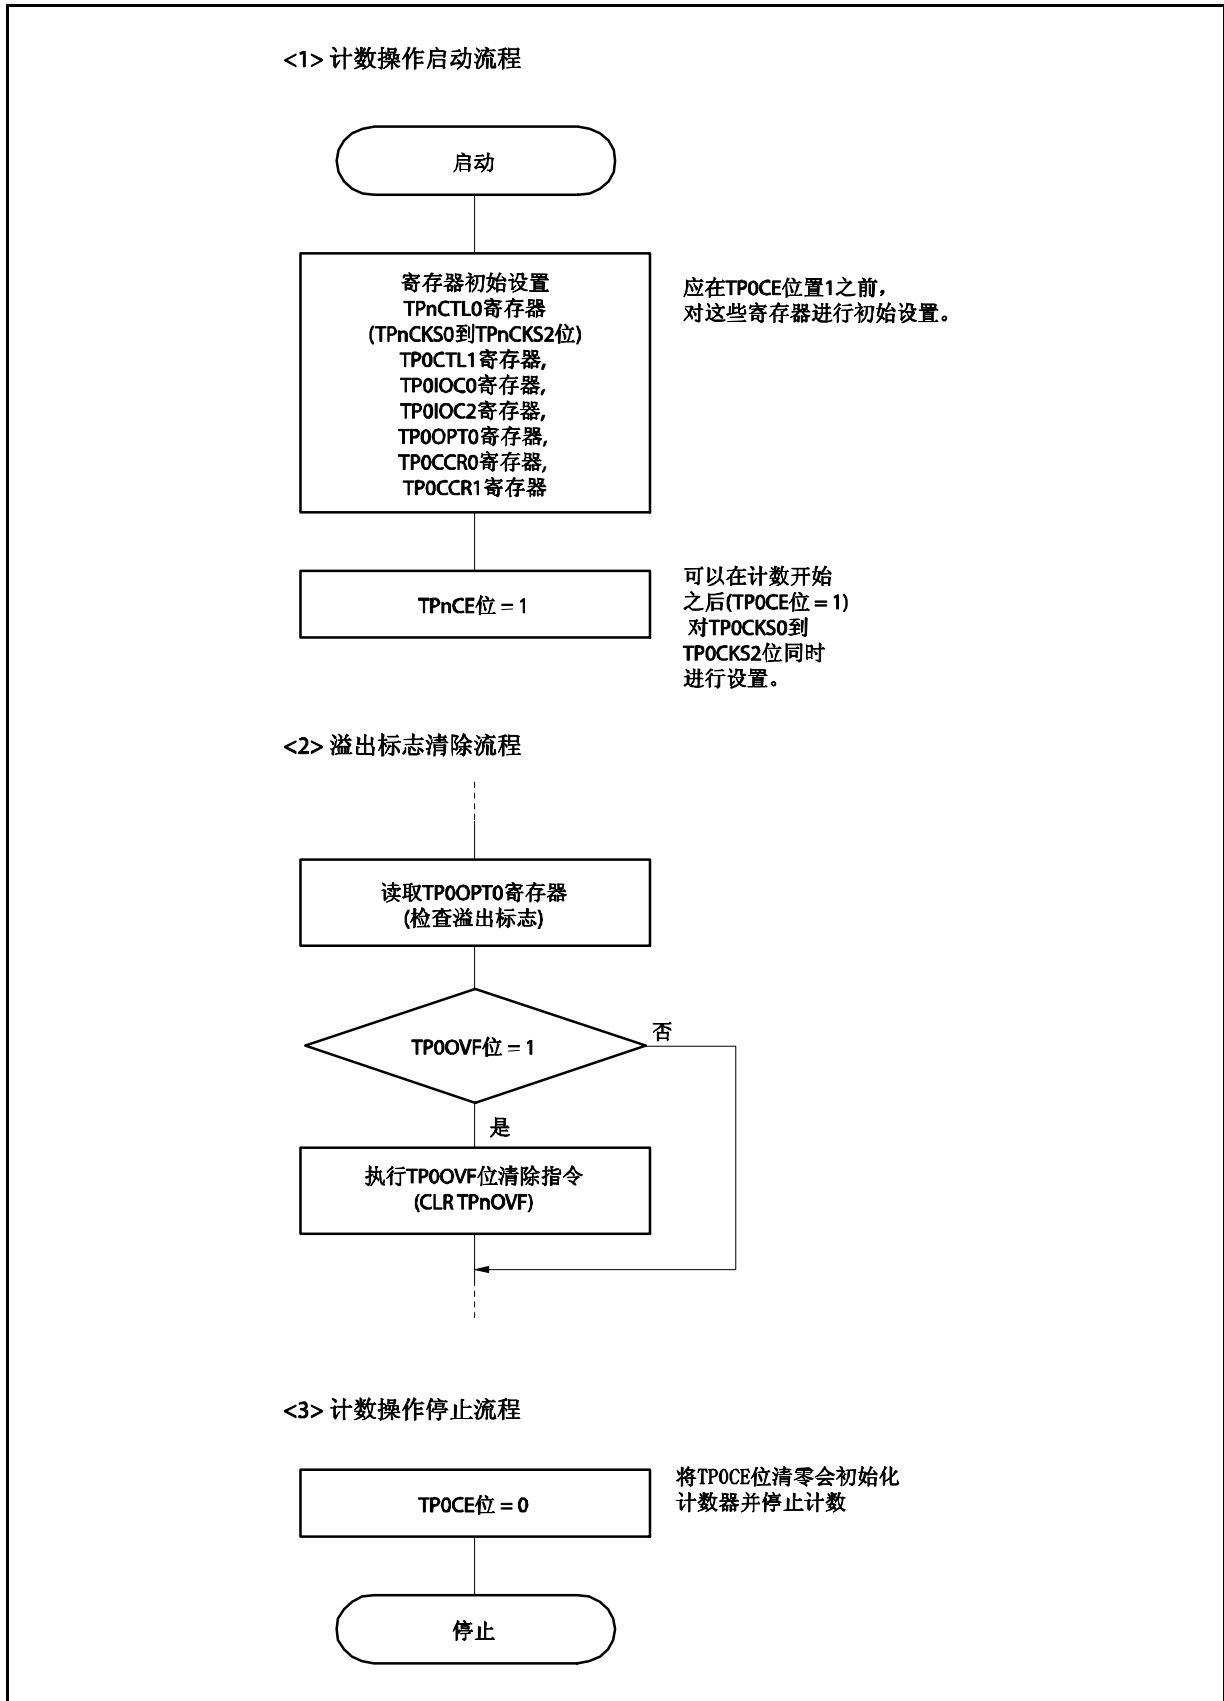 <1> 计数操作启动流程
启动
寄存器初始设置
TPnCTL0寄存器
(TPnCKS0到TPnCKS2位)
TP0CTL1寄存器,
TP0IOC0寄存器,
TP0IOC2寄存器,
TP0OPT0寄存器,
TP0CCR0寄存器,
TP0CCR1寄存器
应在TP0CE位置1之前，
对这些寄存器进行初始设置。
TPnCE位 = 1
可以在计数开始
之后(TP0CE位 = 1)
对TP0CKS0到
TP0CKS2位同时
进行设置。
<2> 溢出标志清除流程
读取TP0OPT0寄存器
(检查溢出标志)
TP0OVF位 = 1
否
是
执行TP0OVF位清除指令
(CLR TPnOVF)
<3> 计数操作停止流程
TP0CE位 = 0
将TP0CE位清零会初始化
计数器并停止计数
停止